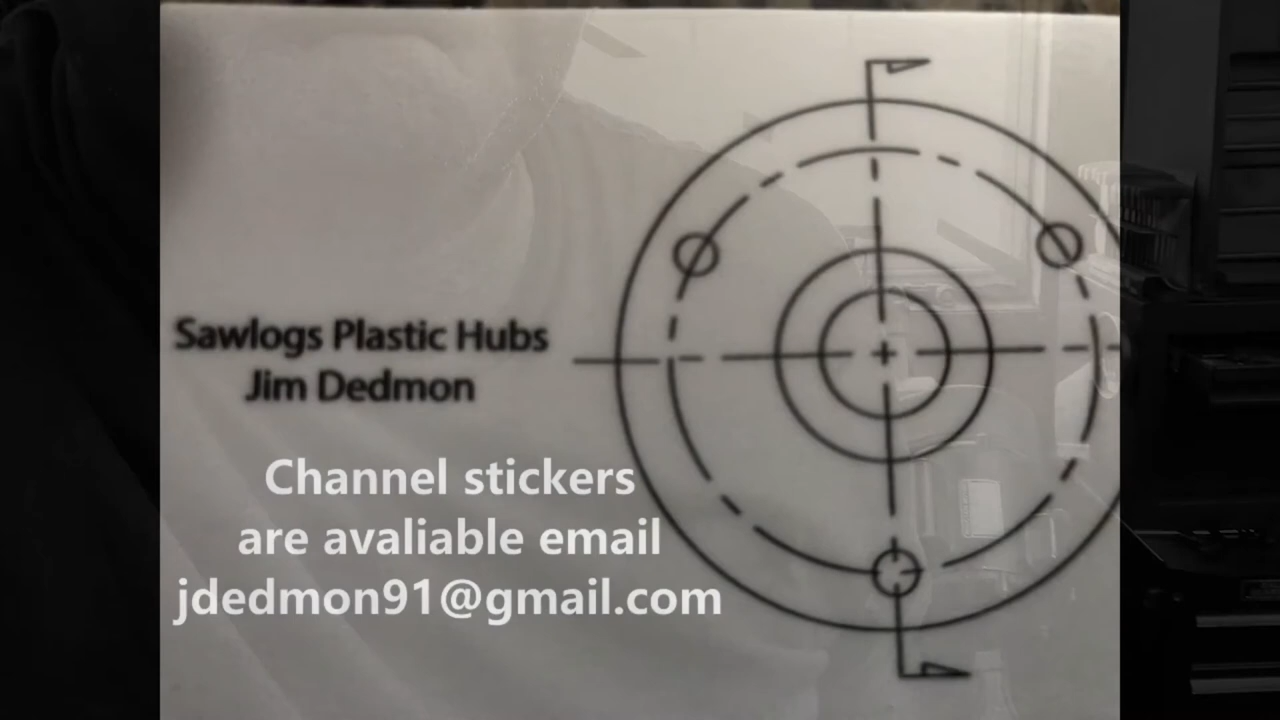 Sawlogs Plastic Hubs
Jim Dedmon
Channel stickers
are avaliable email
jdedmon91@gmail.com